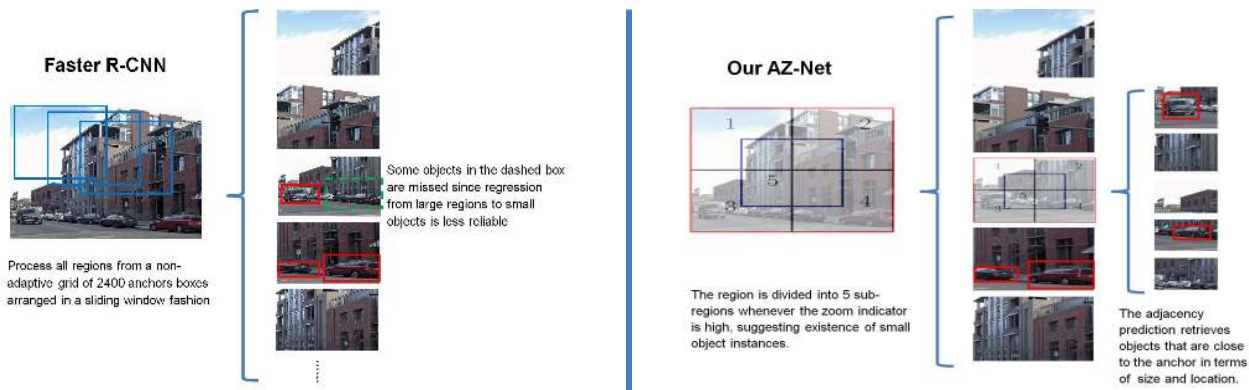 Faster R-CNN
Process all regions from a non-
adaptive grid of 2400 anchors boxes
arranged in a sliding window fashion
Some objects in the dashed box
are missed since regression
from large regions to small
objects is less reliable
Our AZ-Net
1
2
5
3
4
The region is divided into 5 sub-
regions whenever the zoom indicator
is high, suggesting existence of small
object instances.
1
2
3
The adjacency
prediction retrieves
objects that are close
to the anchor in terms
of size and location.